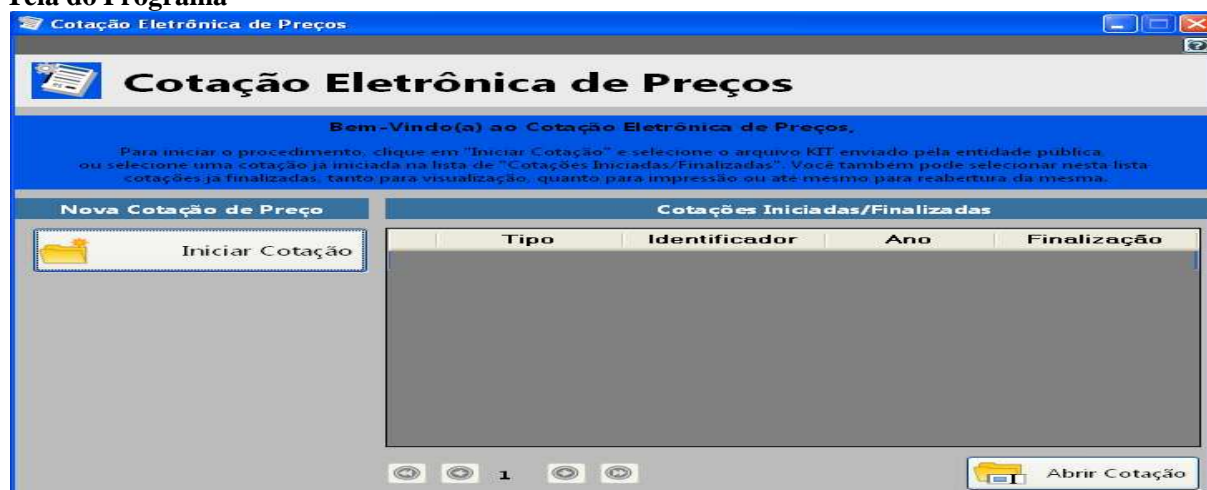 Tela do Programa
Cotação Eletrônica de Preços
Cotação Eletrônica de Preços
Bem-Vindo(a) ao Cotação Eletrônica de Preços,
Para iniciar o procedimento, clique em "Iniciar Cotação" e selecione o arquivo KIT enviado pela entidade pública
ou selecione uma cotação já iniciada na lista de "Cotações Iniciadas/Finalizadas". Você também pode selecionar nesta lista
cotações já finalizadas, tanto para visualização, quanto para impressão ou até mesmo para reabertura da mesma.
Nova Cotação de Preço
Cotações Iniciadas/Finalizadas
Iniciar Cotação
Tipo Identificador Ano Finalização
1
Abrir Cotação